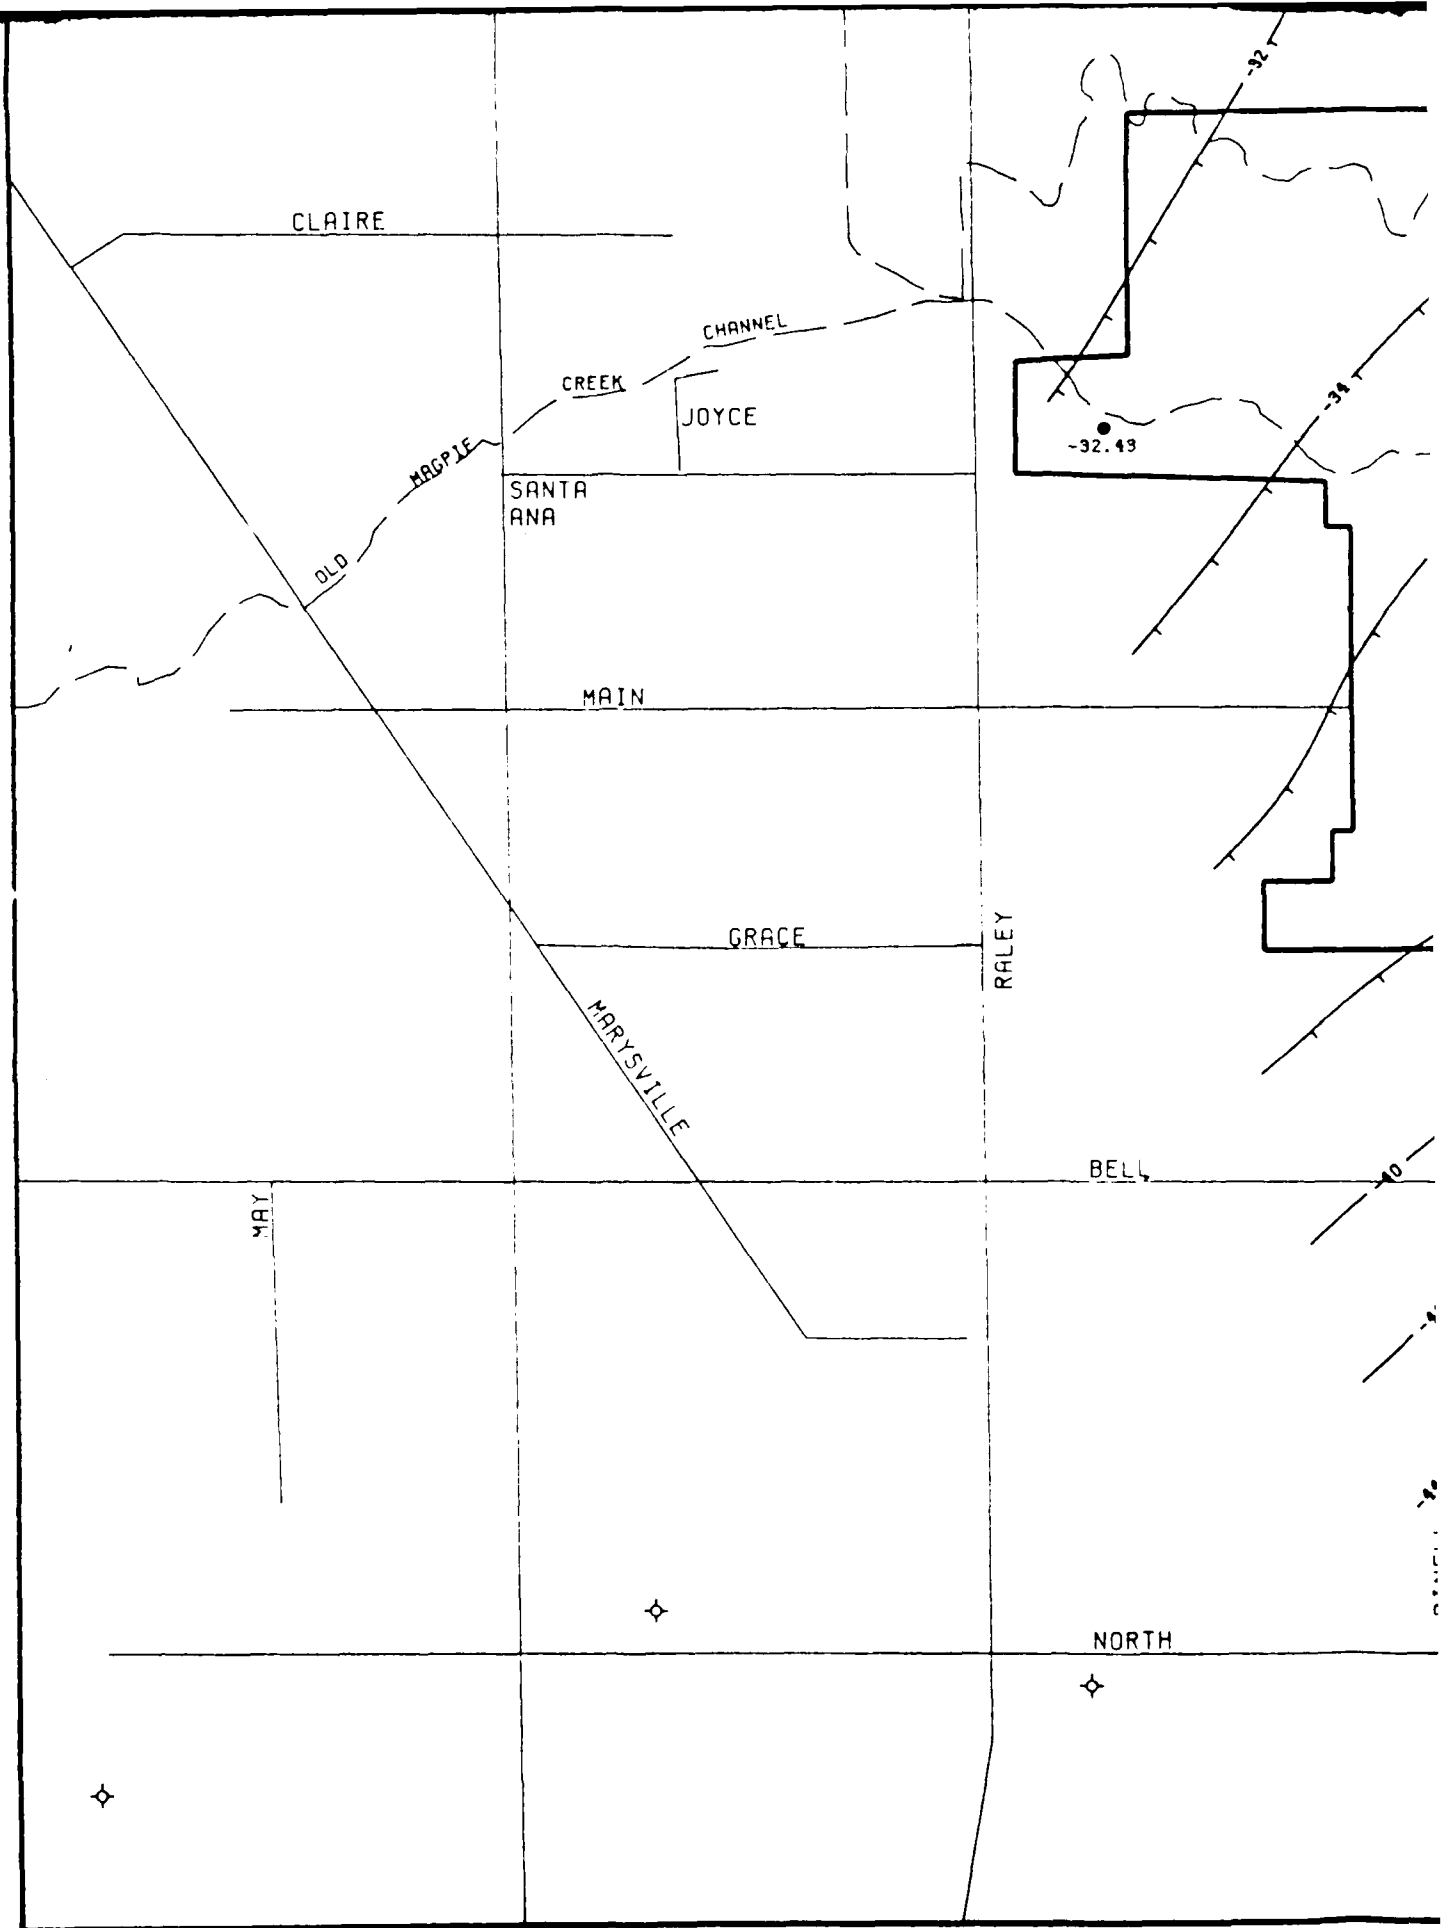 -32
CLAIRE
CHANNEL
CREEK
-34
JOYCE
-32.43
MAGPIE
SANTA
ANA
OLD
MAIN
GRACE
RALEY
MARYSVILLE
BELL
MAY
NORTH